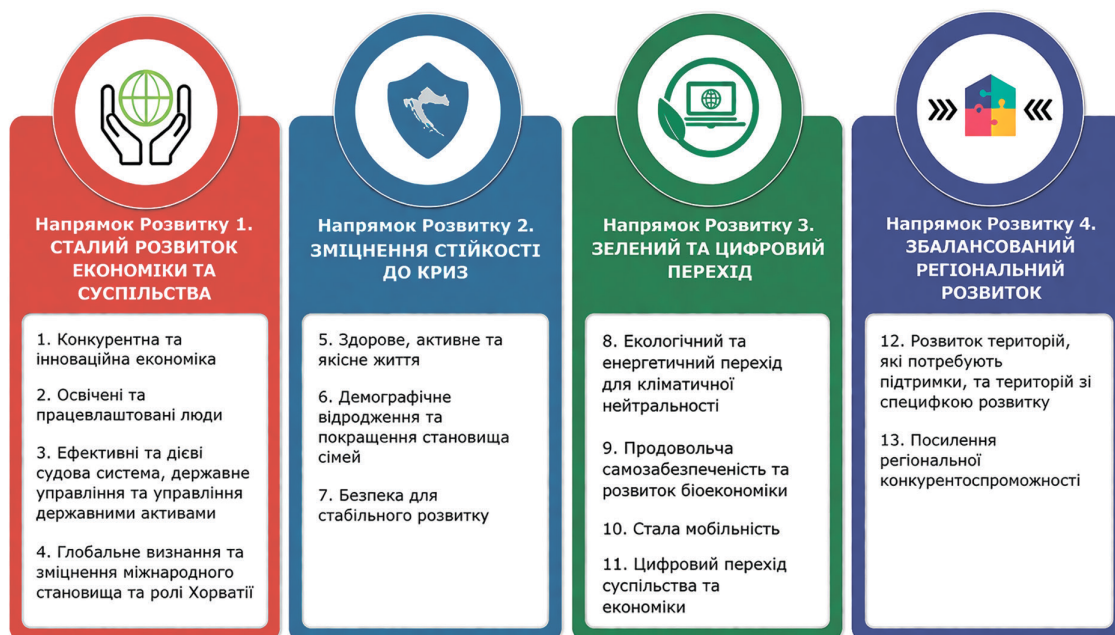 Напрямок Розвитку 1.
СТАЛИЙ РОЗВИТОК
ЕКОНОМІКИ ТА
СУСПІЛЬСТВА
1. Конкурентна та
інноваційна економіка
2. Освічені та
працевлаштовані люди
3. Ефективні та дієві
судова система, державне
управління та управління
державними активами
4. Глобальне визнання та
зміцнення міжнародного
становища та ролі Хорватії
Напрямок Розвитку 2.
ЗМІЦНЕННЯ СТІЙКОСТІ
ДО КРИЗ
5. Здорове, активне та
якісне життя
6. Демографічне
відродження та
покращення становища
сімей
7. Безпека для
стабільного розвитку
Напрямок Розвитку 3.
ЗЕЛЕНИЙ ТА ЦИФРОВИЙ
ПЕРЕХІД
8. Екологічний та
енергетичний перехід
для кліматичної
нейтральності
9. Продовольча
самозабезпеченість та
розвиток біоекономіки
10. Стала мобільність
11. Цифровий перехід
суспільства та
економіки
Напрямок Розвитку 4.
ЗБАЛАНСОВАНИЙ
РЕГІОНАЛЬНИЙ
РОЗВИТОК
12. Розвиток територій,
які потребують
підтримки, та територій зі
специфкою розвитку
13. Посилення
регіональної
конкурентоспроможності